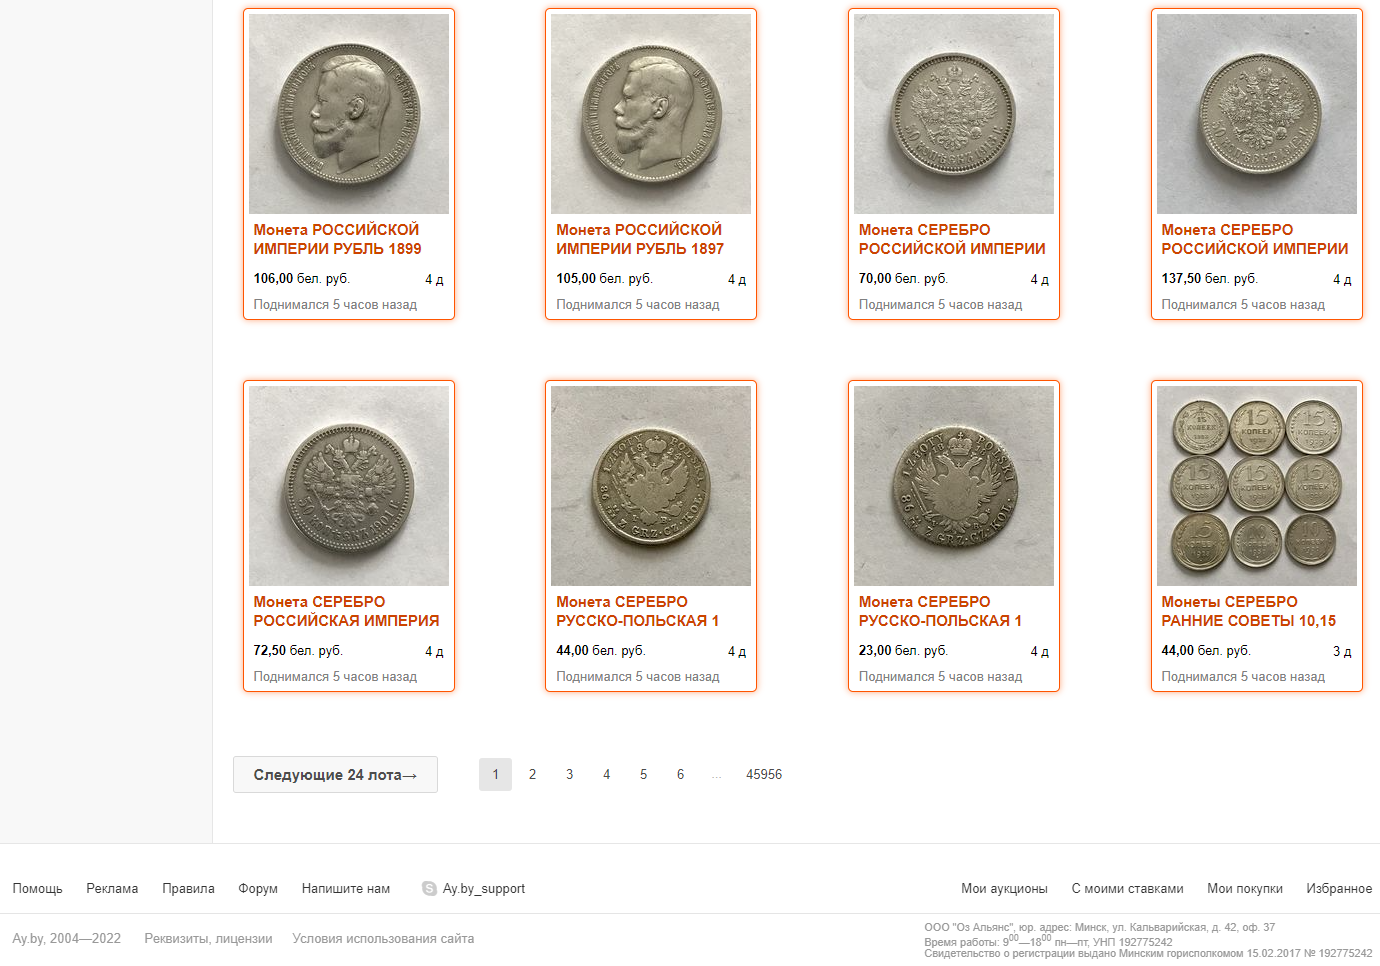 Монета РОССИЙСКОЙ
ИМПЕРИИ РУБЛЬ 1899
106,00 бел. руб. 4 д
Поднимался 5 часов назад
Монета РОССИЙСКОЙ
ИМПЕРИИ РУБЛЬ 1897
105,00 бел. руб. 4 д
Поднимался 5 часов назад
Монета СЕРЕБРО
РОССИЙСКОЙ ИМПЕРИИ
70,00 бел. руб. 4 д
Поднимался 5 часов назад
Монета СЕРЕБРО
РОССИЙСКОЙ ИМПЕРИИ
137,50 бел. руб. 4 д
Поднимался 5 часов назад
Монета СЕРЕБРО
РОССИЙСКАЯ ИМПЕРИЯ
72,50 бел. руб. 4 д
Поднимался 5 часов назад
Монета СЕРЕБРО
РУССКО-ПОЛЬСКАЯ 1
44,00 бел. руб. 4 д
Поднимался 5 часов назад
Монета СЕРЕБРО
РУССКО-ПОЛЬСКАЯ 1
23,00 бел. руб. 4 д
Поднимался 5 часов назад
15 КОПЕЕК
15 КОПЕЕК
15 КОПЕЕК
Монеты СЕРЕБРО
РАННИЕ СОВЕТЫ 10,15
44,00 бел. руб. 3 д
Поднимался 5 часов назад
Следующие 24 лота→ 1 2 3 4 5 6 ... 45956
Помощь Реклама Правила Форум Напишите нам Ay.by_support Мои аукционы С моими ставками Мои покупки Избранное
Ay.by, 2004—2022 Реквизиты, лицензии Условия использования сайта
ООО "Оз Альянс", юр. адрес: Минск, ул. Кальварийская, д. 42, оф. 37
Время работы: 9⁰⁰—18⁰⁰ пн—пт, УНП 192775242
Свидетельство о регистрации выдано Минским горисполкомом 15.02.2017 № 192775242